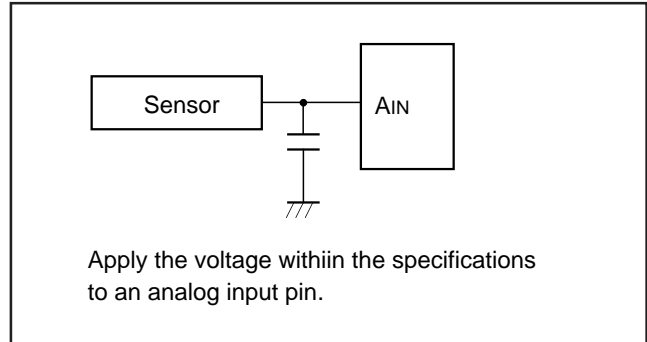 Sensor
AIN
Apply the voltage withiin the specifications
to an analog input pin.